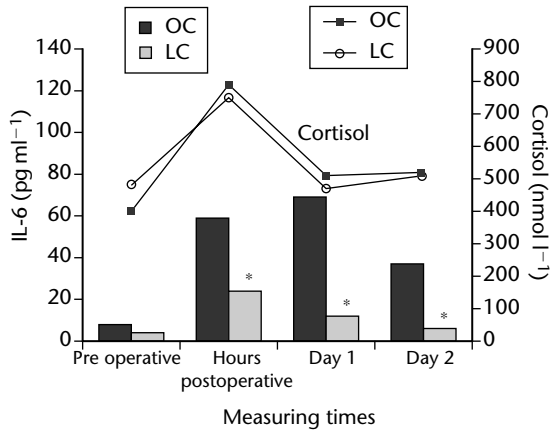 OC
LC
OC
LC
140
120
100
80
60
40
20
0
IL-6 (pg ml−1)
900
800
700
600
500
400
300
200
100
0
Cortisol (nmol l−1)
Cortisol
*
*
*
Pre operative
Hours
postoperative
Day 1
Day 2
Measuring times